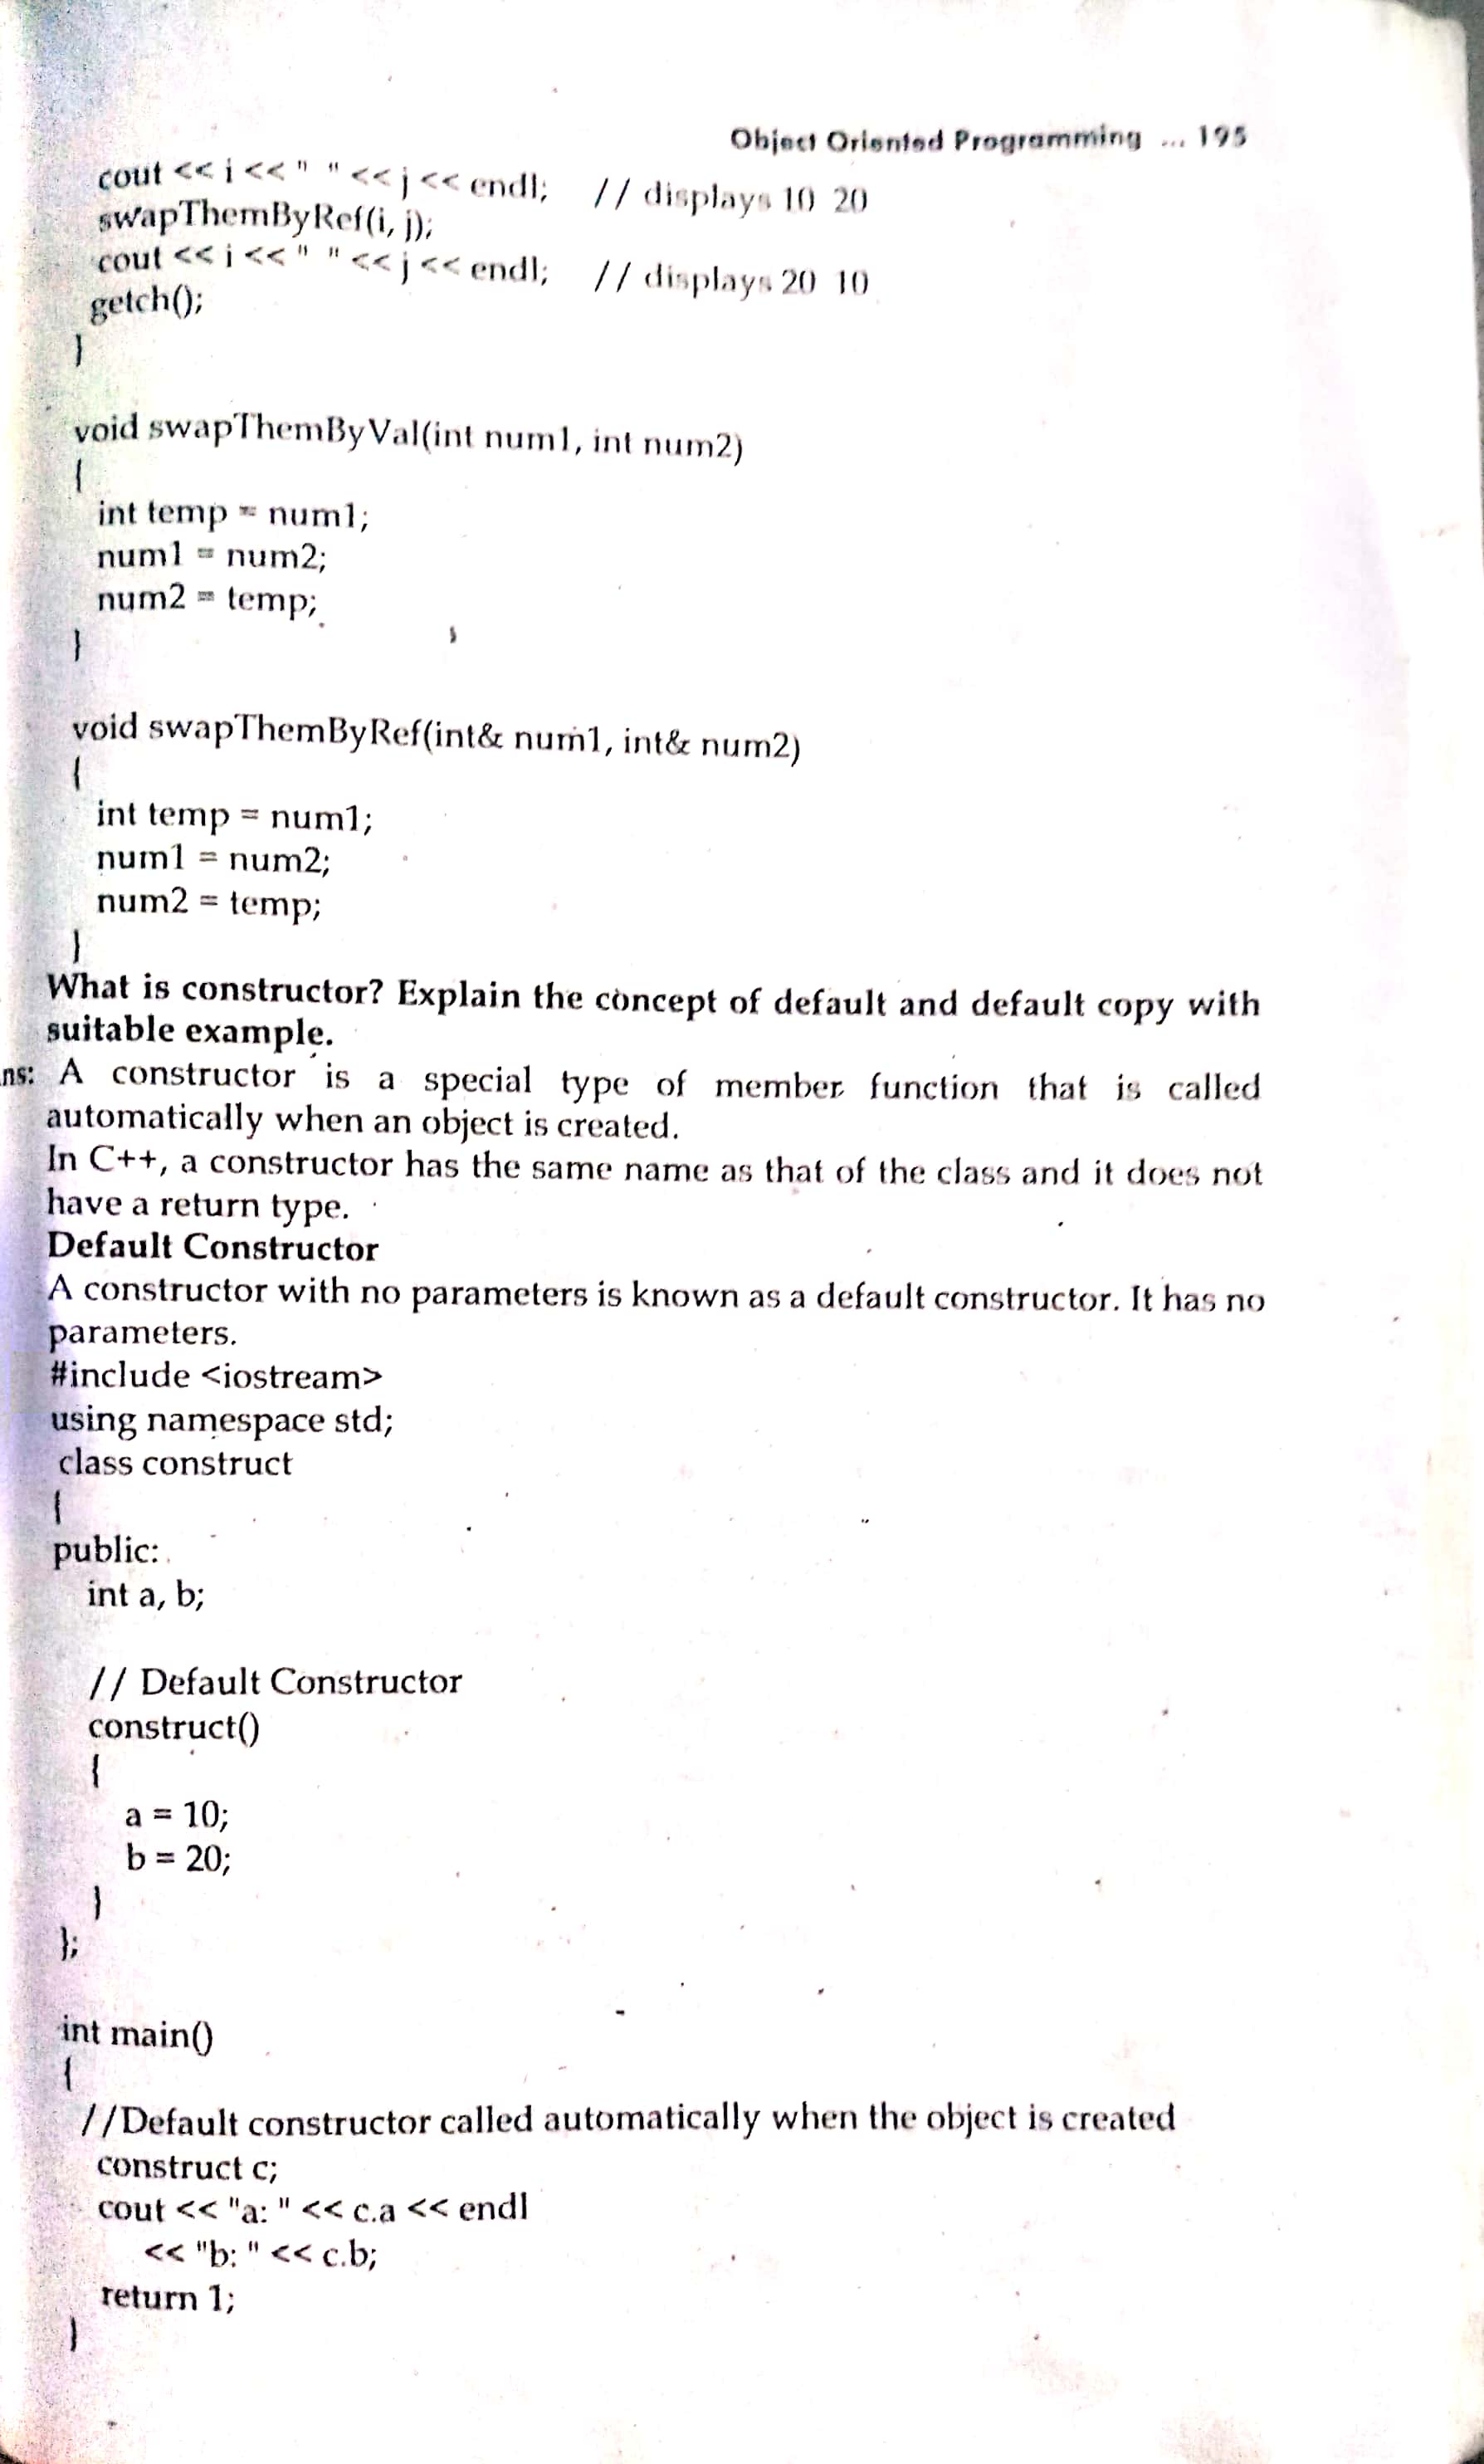 Object Oriented Programming ... 195
cout << i << " " << j << endl; // displays 10 20
swapThemByRef(i, j);
cout << i << " " << j << endl; // displays 20 10
getch();
}
void swapThemByVal(int num1, int num2)
{
int temp = num1;
num1 = num2;
num2 = temp;
}
void swapThemByRef(int& num1, int& num2)
{
int temp = num1;
num1 = num2;
num2 = temp;
}
What is constructor? Explain the concept of default and default copy with
suitable example.
ns: A constructor is a special type of member function that is called
automatically when an object is created.
In C++, a constructor has the same name as that of the class and it does not
have a return type.
Default Constructor
A constructor with no parameters is known as a default constructor. It has no
parameters.
#include <iostream>
using namespace std;
class construct
{
public:
int a, b;
// Default Constructor
construct()
{
a = 10;
b = 20;
}
};
int main()
{
//Default constructor called automatically when the object is created
construct c;
cout << "a: " << c.a << endl
<< "b: " << c.b;
return 1;
}